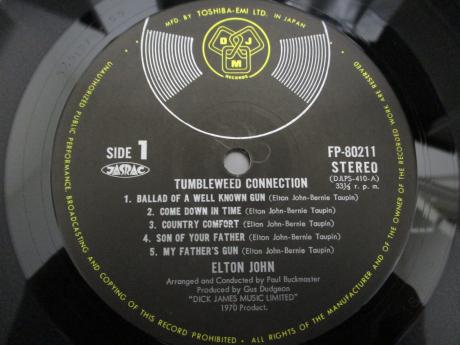 MFD. BY TOSHIBA-EMI LTD. IN JAPAN
DJM
RECORDS
SIDE 1
JASRAC
FP-80211
STEREO
(DJLPS-410-A)
33⅓ r. p. m.
TUMBLEWEED CONNECTION
1. BALLAD OF A WELL KNOWN GUN (Elton John-Bernie Taupin)
2. COME DOWN IN TIME (Elton John-Bernie Taupin)
3. COUNTRY COMFORT (Elton John-Bernie Taupin)
4. SON OF YOUR FATHER (Elton John-Bernie Taupin)
5. MY FATHER'S GUN (Elton John-Bernie Taupin)
ELTON JOHN
Arranged and Conducted by Paul Buckmaster
Produced by Gus Dudgeon
"DICK JAMES MUSIC LIMITED"
1970 Product.
UNAUTHORIZED PUBLIC PERFORMANCE, BROADCASTING AND COPYING OF THIS RECORD PROHIBITED • ALL RIGHTS OF THE MANUFACTURER AND OF THE OWNER OF THE RECORDED WORK ARE RESERVED